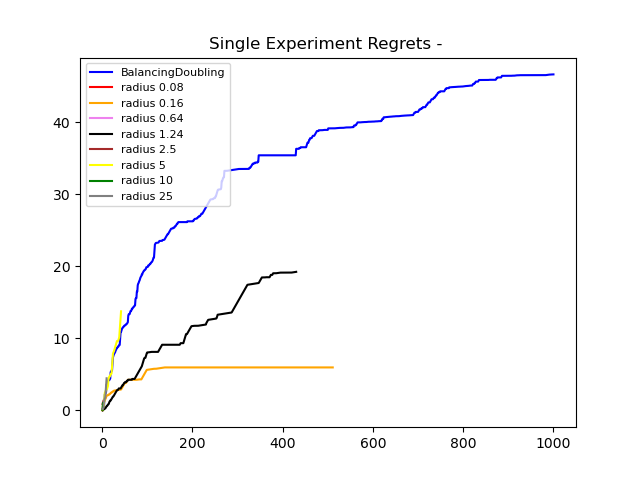 Single Experiment Regrets -
BalancingDoubling
radius 0.08
radius 0.16
radius 0.64
radius 1.24
radius 2.5
radius 5
radius 10
radius 25
40
30
20
10
0
0 200 400 600 800 1000